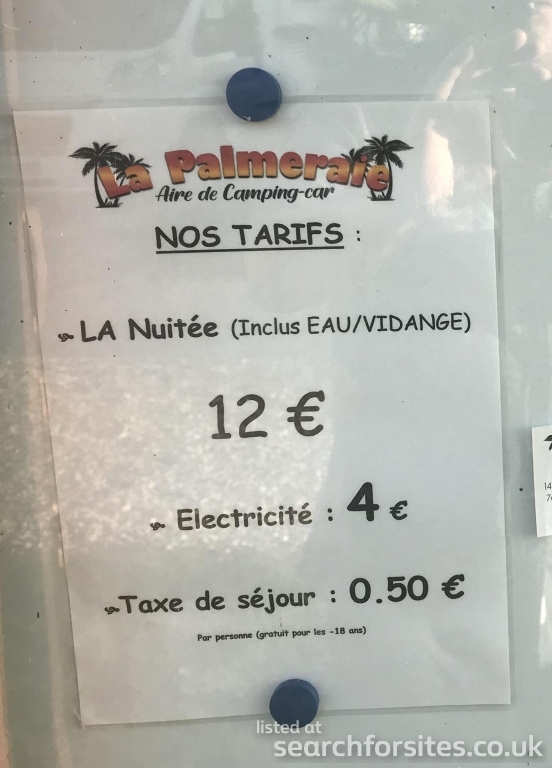 La Palmeraie
Aire de Camping-car
NOS TARIFS :
LA Nuitée (Inclus EAU/VIDANGE)
12 €
Electricité : 4 €
Taxe de séjour : 0.50 €
Par personne (gratuit pour les -18 ans)
listed at
searchforsites.co.uk